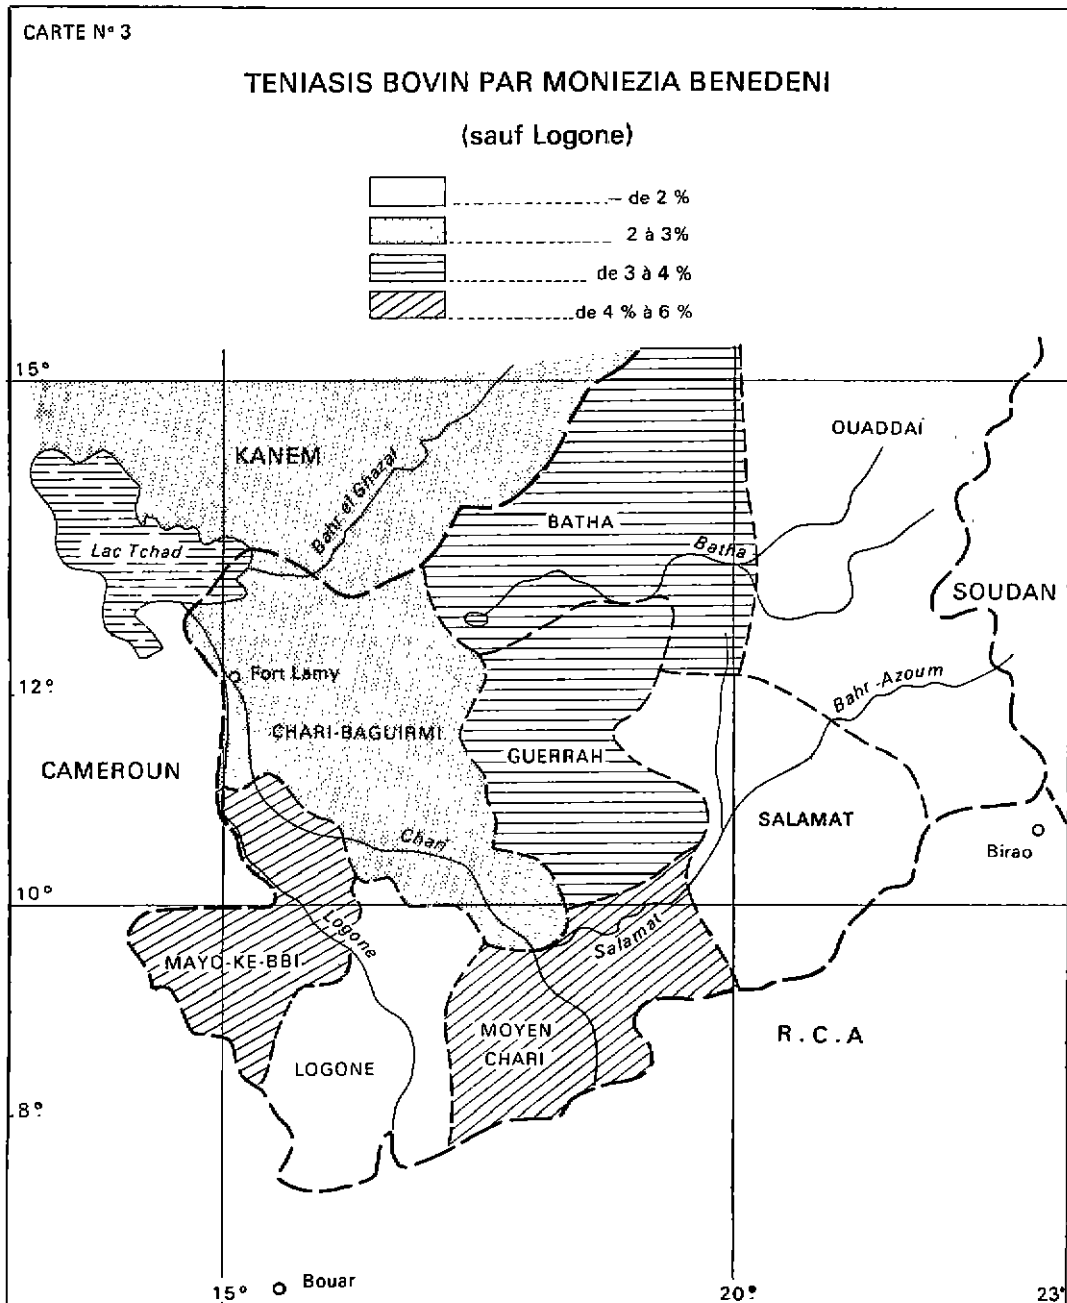 CARTE N° 3
TENIASIS BOVIN PAR MONIEZIA BENEDENI
(sauf Logone)
– de 2 %
2 à 3%
de 3 à 4 %
de 4 % à 6 %
15°
OUADDAÏ
KANEM
Bahr el Ghazal
BATHA
Batha
Lac Tchad
SOUDAN
Fort Lamy
12°
Bahr-Azoum
CHARI-BAGUIRMI
GUERRAH
CAMEROUN
SALAMAT
Chari
Birao
10°
Logone
Salamat
MAYO-KE-BBI
MOYEN
CHARI
R.C.A
LOGONE
8°
Bouar
15°
20°
23°